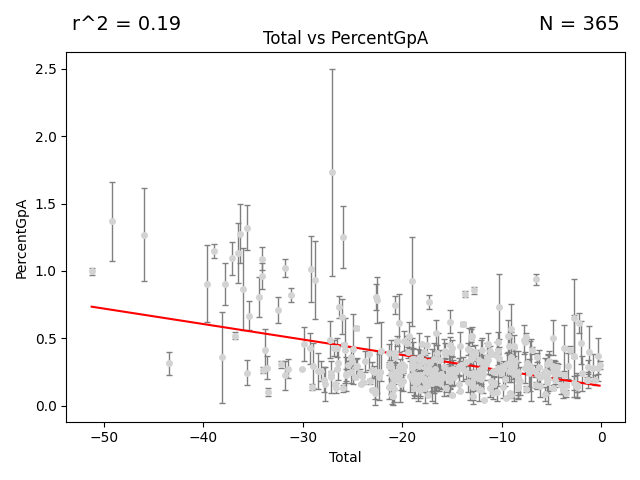 r^2 = 0.19
N = 365
Total vs PercentGpA
PercentGpA
2.5
2.0
1.5
1.0
0.5
0.0
−50
−40
−30
−20
−10
0
Total